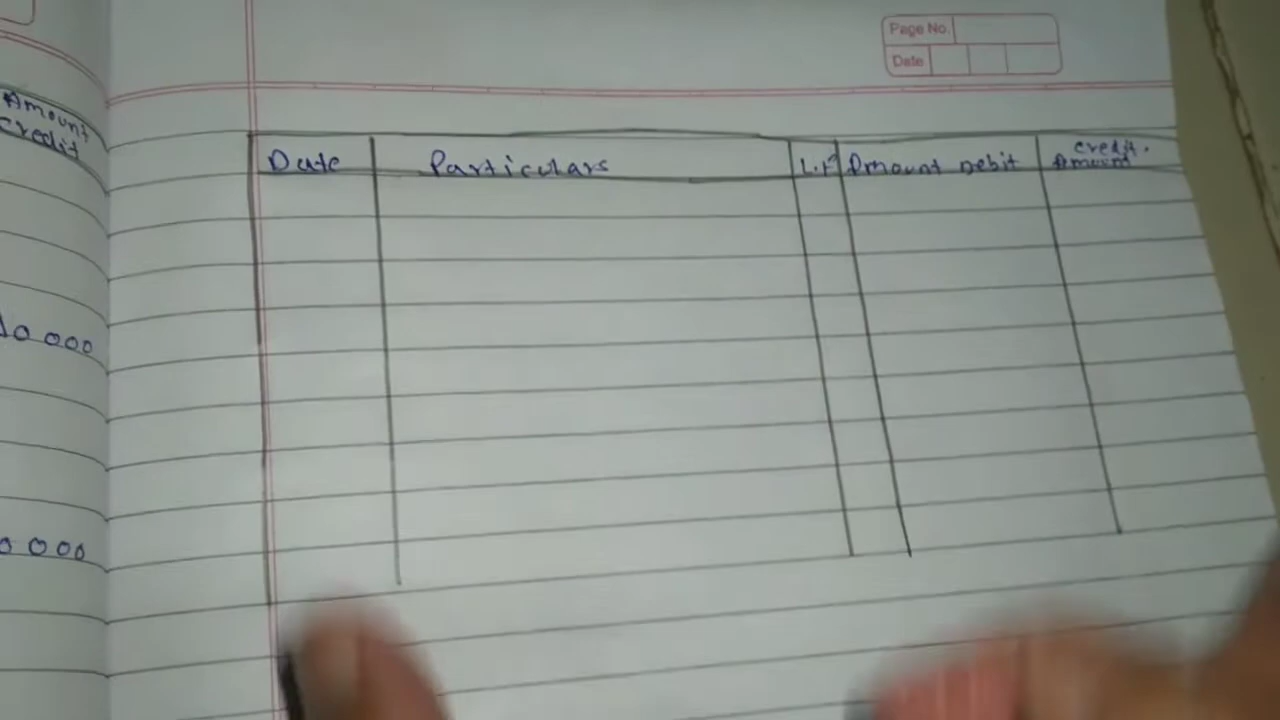 Amount
credit
10 000
0 000
Page No.
Date
Date Particulars L.F Amount Debit credit.
Amount